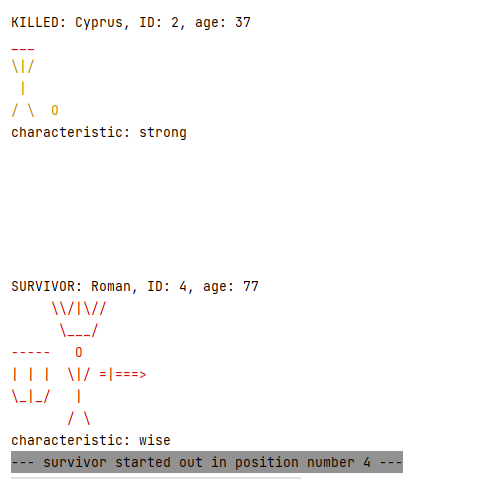 KILLED: Cyprus, ID: 2, age: 37
___
\|/
 |
/ \  O
characteristic: strong
SURVIVOR: Roman, ID: 4, age: 77
     \\/|\//
      \___/
-----   O
| | |  \|/ =|===>
\_|_/   |
       / \
characteristic: wise
--- survivor started out in position number 4 ---